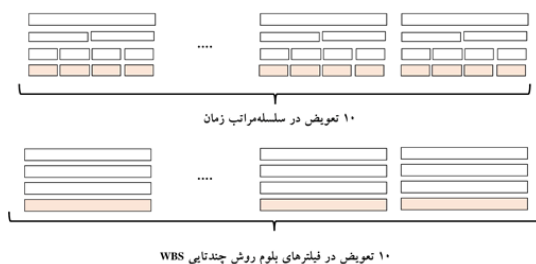 ....
۱۰ تعویض در سلسله‌مراتب زمان
....
۱۰ تعویض در فیلترهای بلوم روش چندتایی WBS